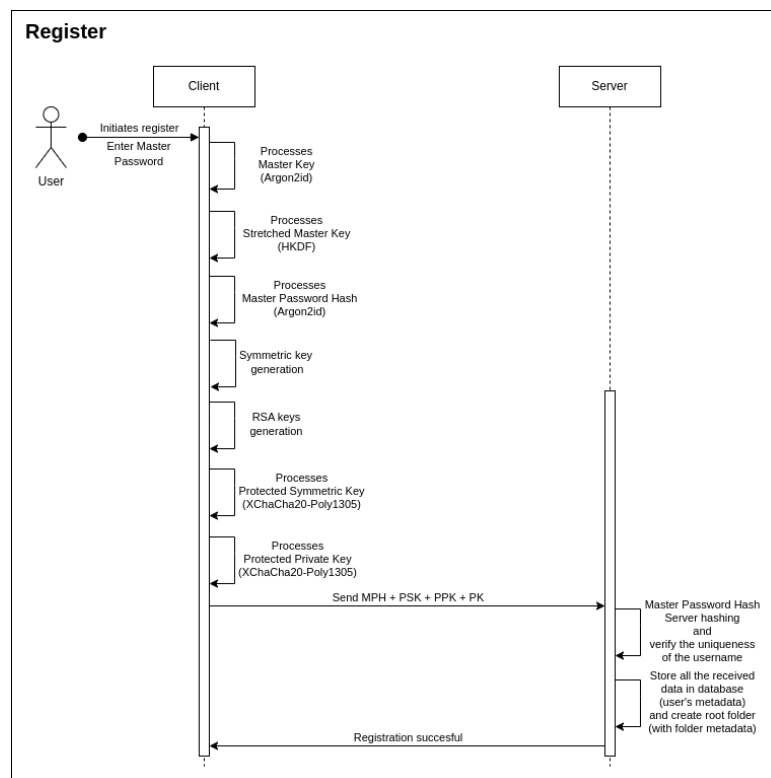 Register
Client
Server
User
Initiates register
Enter Master
Password
Processes
Master Key
(Argon2id)
Processes
Stretched Master Key
(HKDF)
Processes
Master Password Hash
(Argon2id)
Symmetric key
generation
RSA keys
generation
Processes
Protected Symmetric Key
(XChaCha20-Poly1305)
Processes
Protected Private Key
(XChaCha20-Poly1305)
Send MPH + PSK + PPK + PK
Master Password Hash
Server hashing
and
verify the uniqueness
of the username
Store all the received
data in database
(user's metadata)
and create root folder
(with folder metadata)
Registration succesful